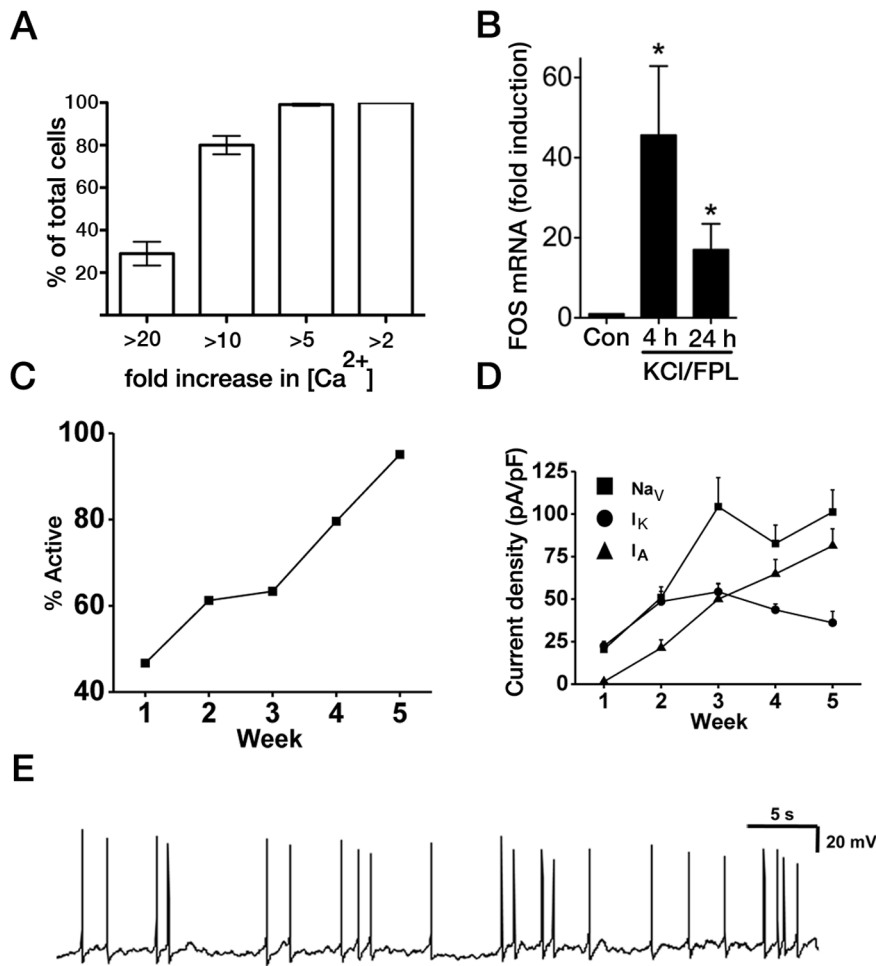 A
% of total cells
100
80
60
40
20
>20 >10 >5 >2
fold increase in [Ca2+]
B
FOS mRNA (fold induction)
60
40
20
0
Con 4 h 24 h
KCl/FPL
* *
C
% Active
100
80
60
40
1 2 3 4 5
Week
D
Current density (pA/pF)
125
100
75
50
25
0
NaV
IK
IA
1 2 3 4 5
Week
E
5 s
20 mV